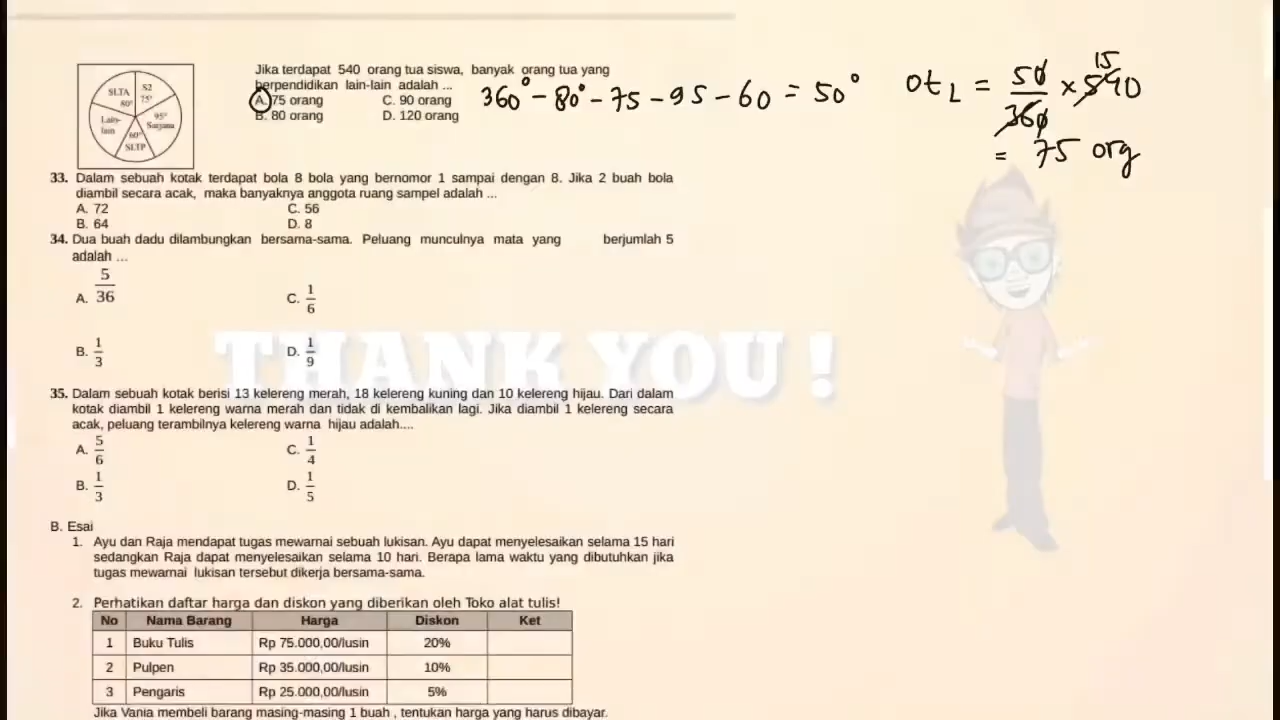 SLTA
80°
S2
75°
95°
Sarjana
Lain-
lain
60°
SLTP
Jika terdapat 540 orang tua siswa, banyak orang tua yang
berpendidikan lain-lain adalah ...
A. 75 orang C. 90 orang
B. 80 orang D. 120 orang
360° - 80° - 75 - 95 - 60 = 50°
ot L = 50/360 × 540
15
= 75 org
33. Dalam sebuah kotak terdapat bola 8 bola yang bernomor 1 sampai dengan 8. Jika 2 buah bola
diambil secara acak, maka banyaknya anggota ruang sampel adalah ...
A. 72 C. 56
B. 64 D. 8
34. Dua buah dadu dilambungkan bersama-sama. Peluang munculnya mata yang berjumlah 5
adalah ...
A. 5/36 C. 1/6
B. 1/3 D. 1/9
THANK YOU !
35. Dalam sebuah kotak berisi 13 kelereng merah, 18 kelereng kuning dan 10 kelereng hijau. Dari dalam
kotak diambil 1 kelereng warna merah dan tidak di kembalikan lagi. Jika diambil 1 kelereng secara
acak, peluang terambilnya kelereng warna hijau adalah....
A. 5/6 C. 1/4
B. 1/3 D. 1/5
B. Esai
1. Ayu dan Raja mendapat tugas mewarnai sebuah lukisan. Ayu dapat menyelesaikan selama 15 hari
sedangkan Raja dapat menyelesaikan selama 10 hari. Berapa lama waktu yang dibutuhkan jika
tugas mewarnai lukisan tersebut dikerja bersama-sama.
2. Perhatikan daftar harga dan diskon yang diberikan oleh Toko alat tulis!
No Nama Barang Harga Diskon Ket
1 Buku Tulis Rp 75.000,00/lusin 20%
2 Pulpen Rp 35.000,00/lusin 10%
3 Pengaris Rp 25.000,00/lusin 5%
Jika Vania membeli barang masing-masing 1 buah , tentukan harga yang harus dibayar.